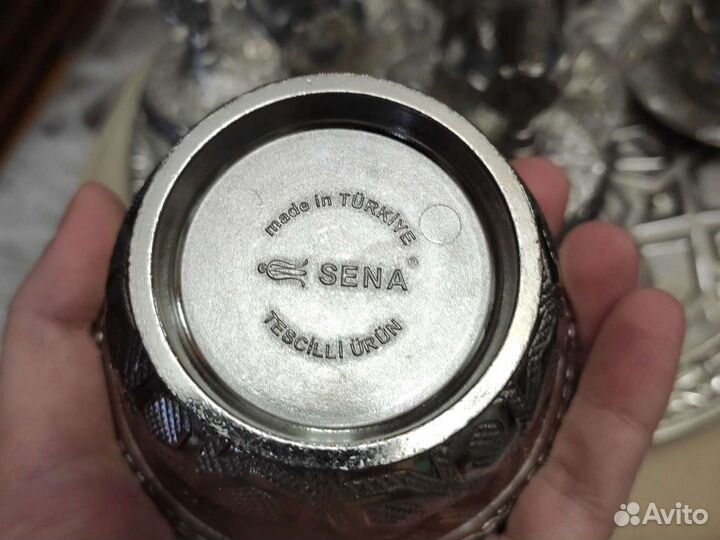 made in TÜRKİYE
SENA®
TESCİLLİ ÜRÜN
Avito